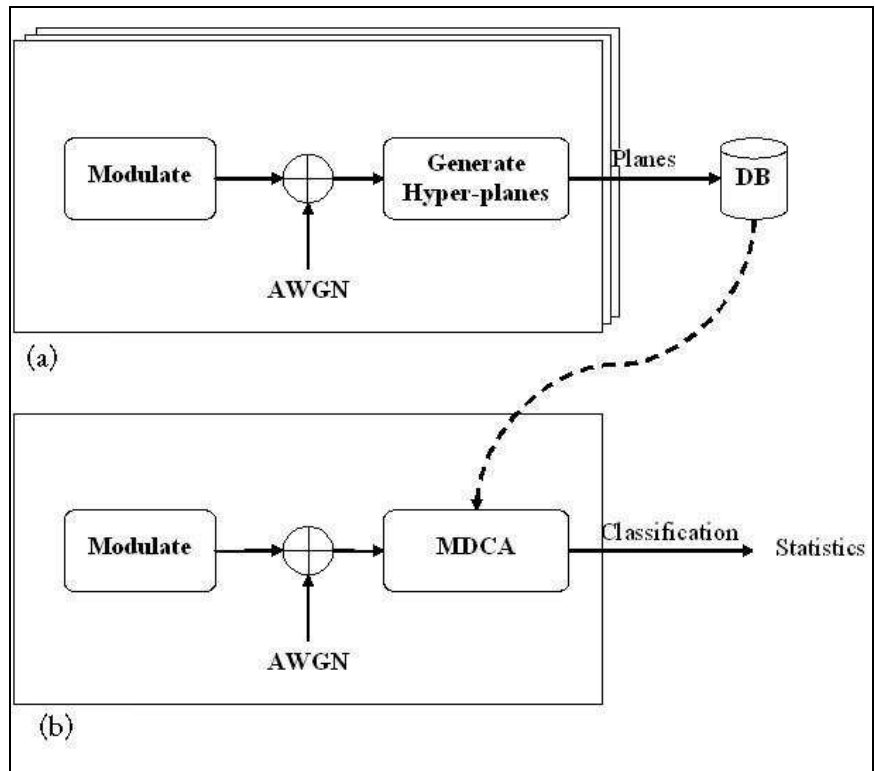 Modulate
Generate
Hyper-planes
Planes
DB
AWGN
(a)
Modulate
MDCA
Classification
Statistics
AWGN
(b)